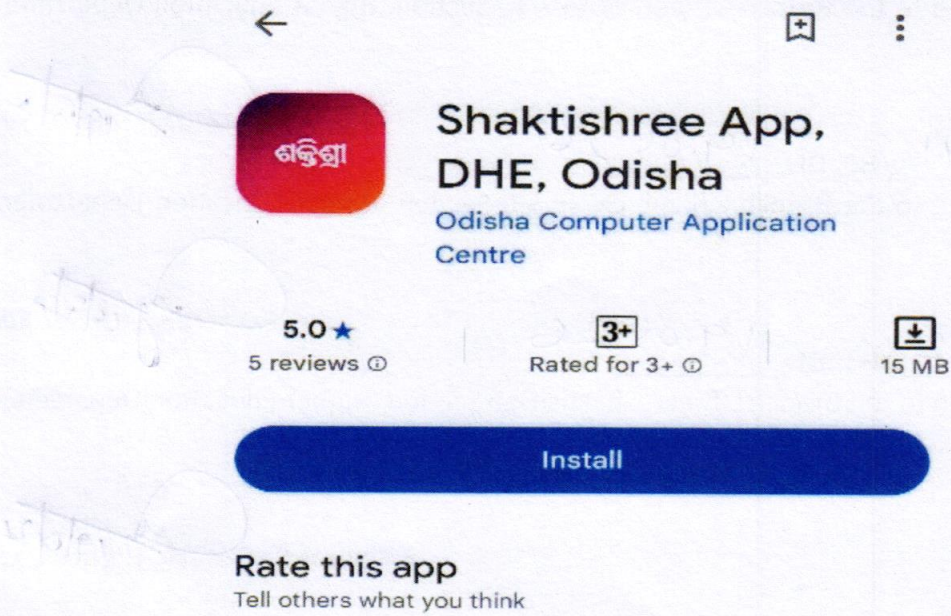 ଶକ୍ତିଶ୍ରୀ
Shaktishree App,
DHE, Odisha
Odisha Computer Application
Centre
5.0 ★
5 reviews
3+
Rated for 3+
15 MB
Install
Rate this app
Tell others what you think